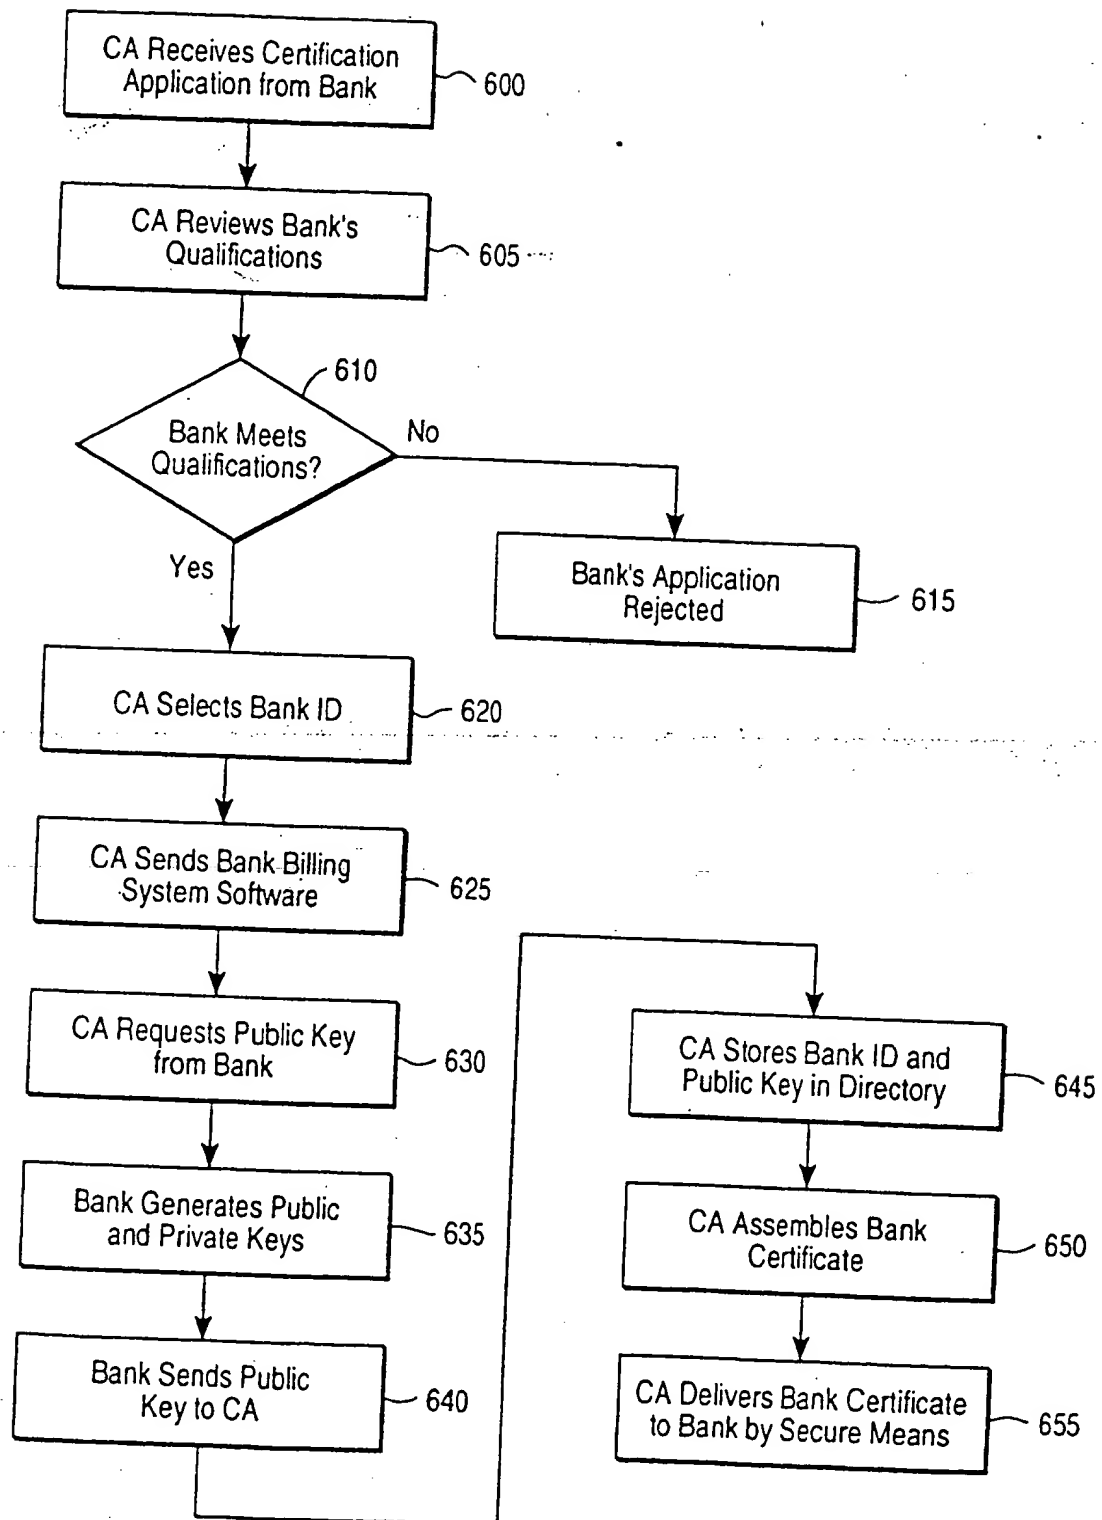 CA Receives Certification
Application from Bank
600
CA Reviews Bank's
Qualifications
605
610
Bank Meets
Qualifications?
No
Yes
Bank's Application
Rejected
615
CA Selects Bank ID
620
CA Sends Bank Billing
System Software
625
CA Requests Public Key
from Bank
630
Bank Generates Public
and Private Keys
635
Bank Sends Public
Key to CA
640
CA Stores Bank ID and
Public Key in Directory
645
CA Assembles Bank
Certificate
650
CA Delivers Bank Certificate
to Bank by Secure Means
655